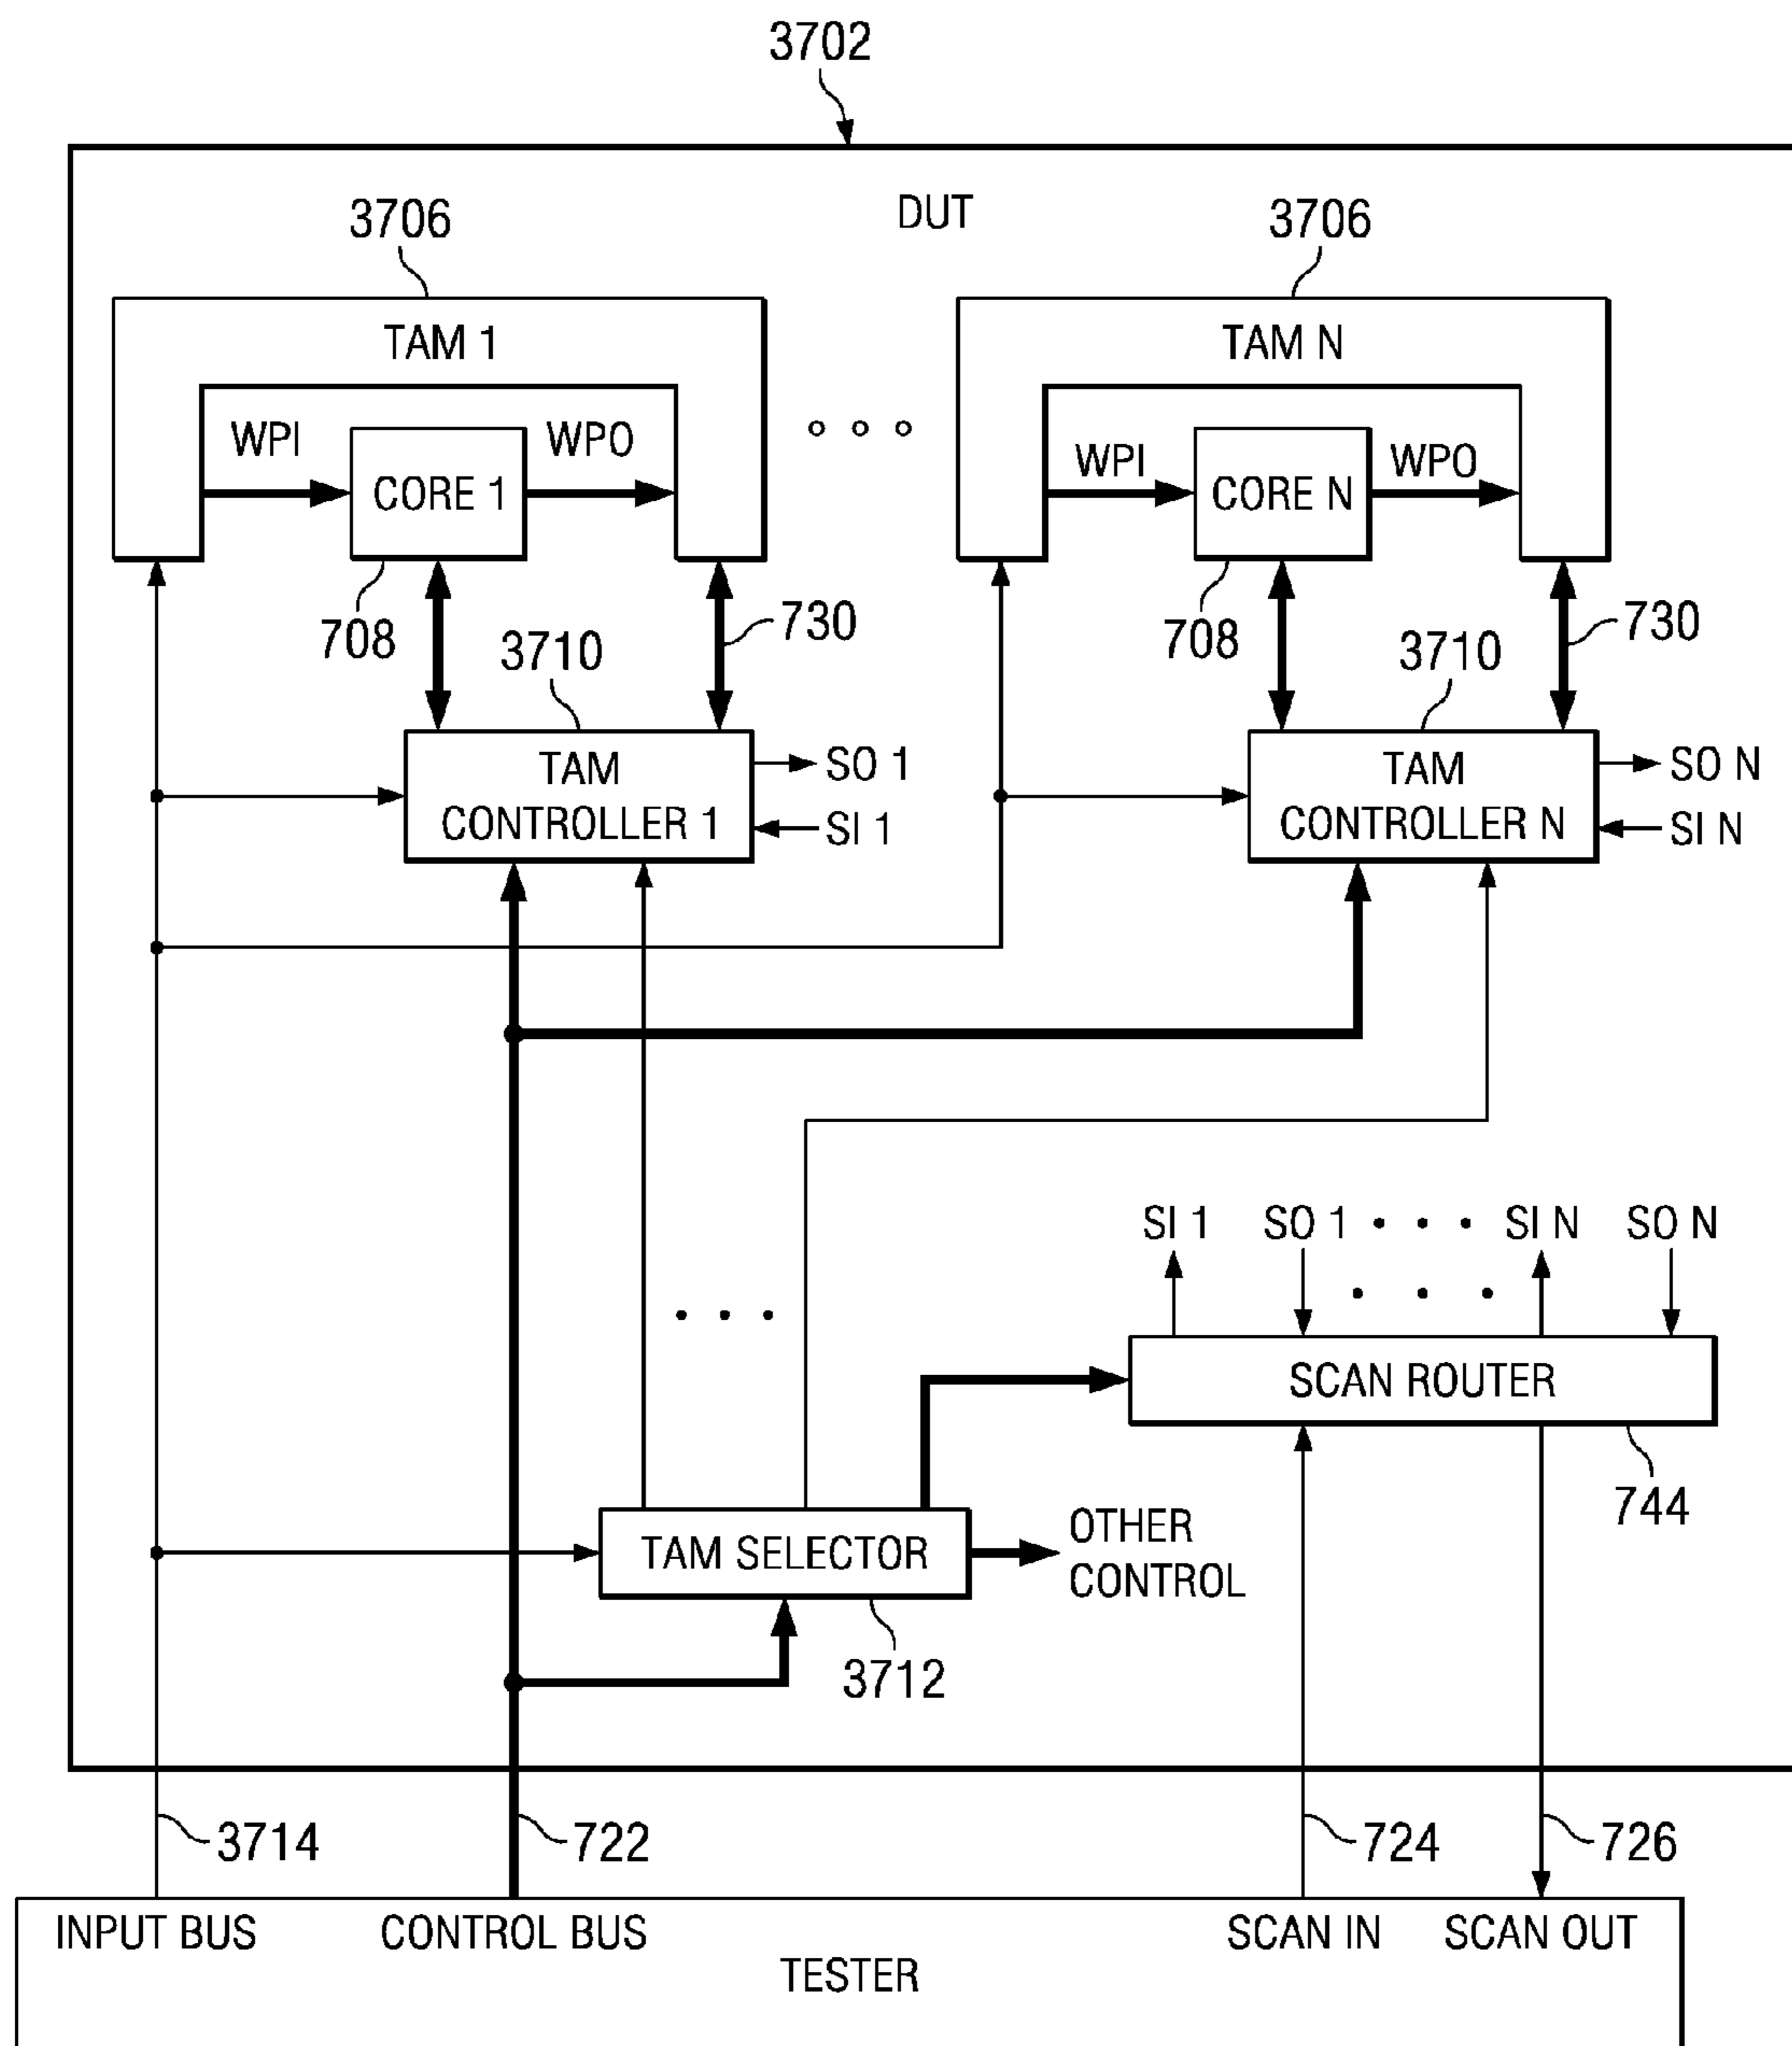 3702
DUT
3706
3706
TAM 1
TAM N
WPI
WPO
CORE 1
WPI
WPO
CORE N
708
730
3710
708
730
3710
TAM
CONTROLLER 1
SO 1
SI 1
TAM
CONTROLLER N
SO N
SI N
SI 1
SO 1
SI N
SO N
SCAN ROUTER
744
TAM SELECTOR
OTHER
CONTROL
3712
3714
722
724
726
INPUT BUS
CONTROL BUS
SCAN IN
SCAN OUT
TESTER